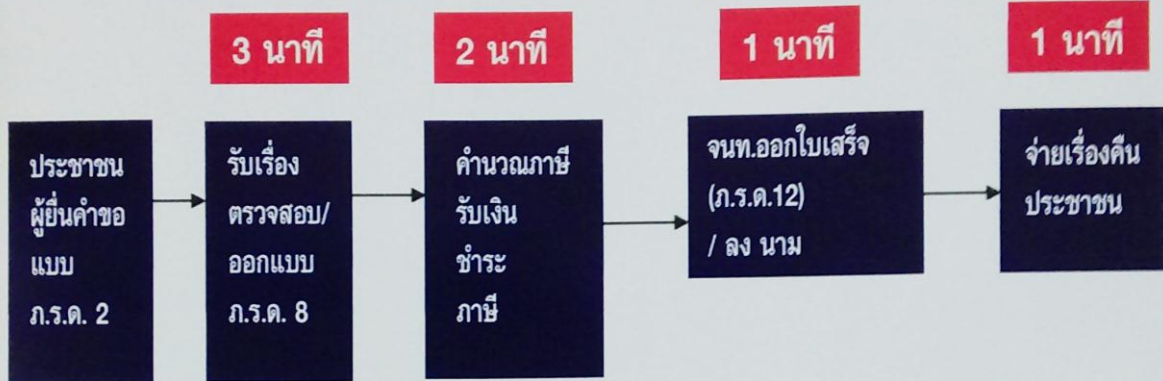 3 นาที
2 นาที
1 นาที
1 นาที
ประชาชน
ผู้ยื่นคำขอ
แบบ
ภ.ร.ด. 2
รับเรื่อง
ตรวจสอบ/
ออกแบบ
ภ.ร.ด. 8
คำนวณภาษี
รับเงิน
ชำระ
ภาษี
จนท.ออกใบเสร็จ
(ภ.ร.ด.12)
/ ลง นาม
จ่ายเรื่องคืน
ประชาชน